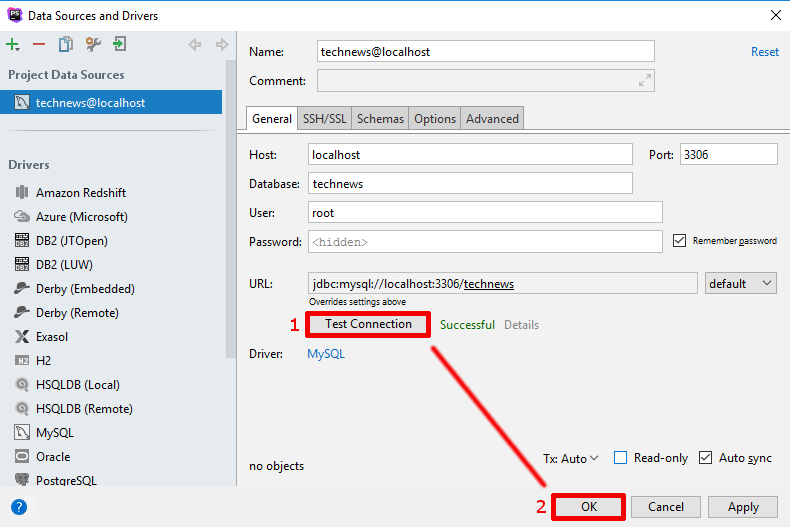 PS Data Sources and Drivers
Project Data Sources
technews@localhost
Drivers
Amazon Redshift
Azure (Microsoft)
DB2 (JTOpen)
DB2 (LUW)
Derby (Embedded)
Derby (Remote)
Exasol
H2
HSQLDB (Local)
HSQLDB (Remote)
MySQL
Oracle
PostgreSQL
?
Name: technews@localhost Reset
Comment:
General SSH/SSL Schemas Options Advanced
Host: localhost Port: 3306
Database: technews
User: root
Password: <hidden> Remember password
URL: jdbc:mysql://localhost:3306/technews default
Overrides settings above
1 Test Connection Successful Details
Driver: MySQL
no objects Tx: Auto Read-only Auto sync
2 OK Cancel Apply